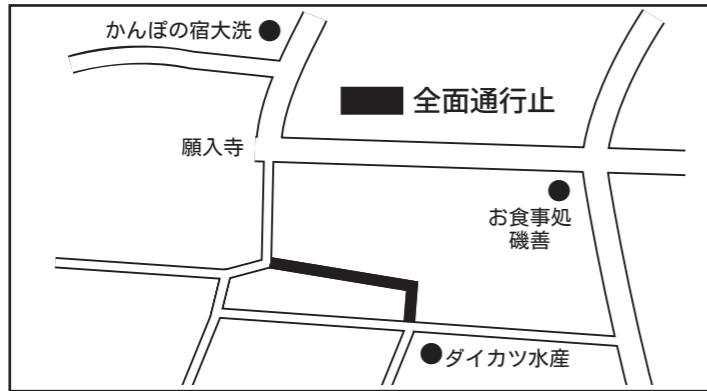 かんぽの宿大洗
全面通行止
願入寺
お食事処
磯善
ダイカツ水産